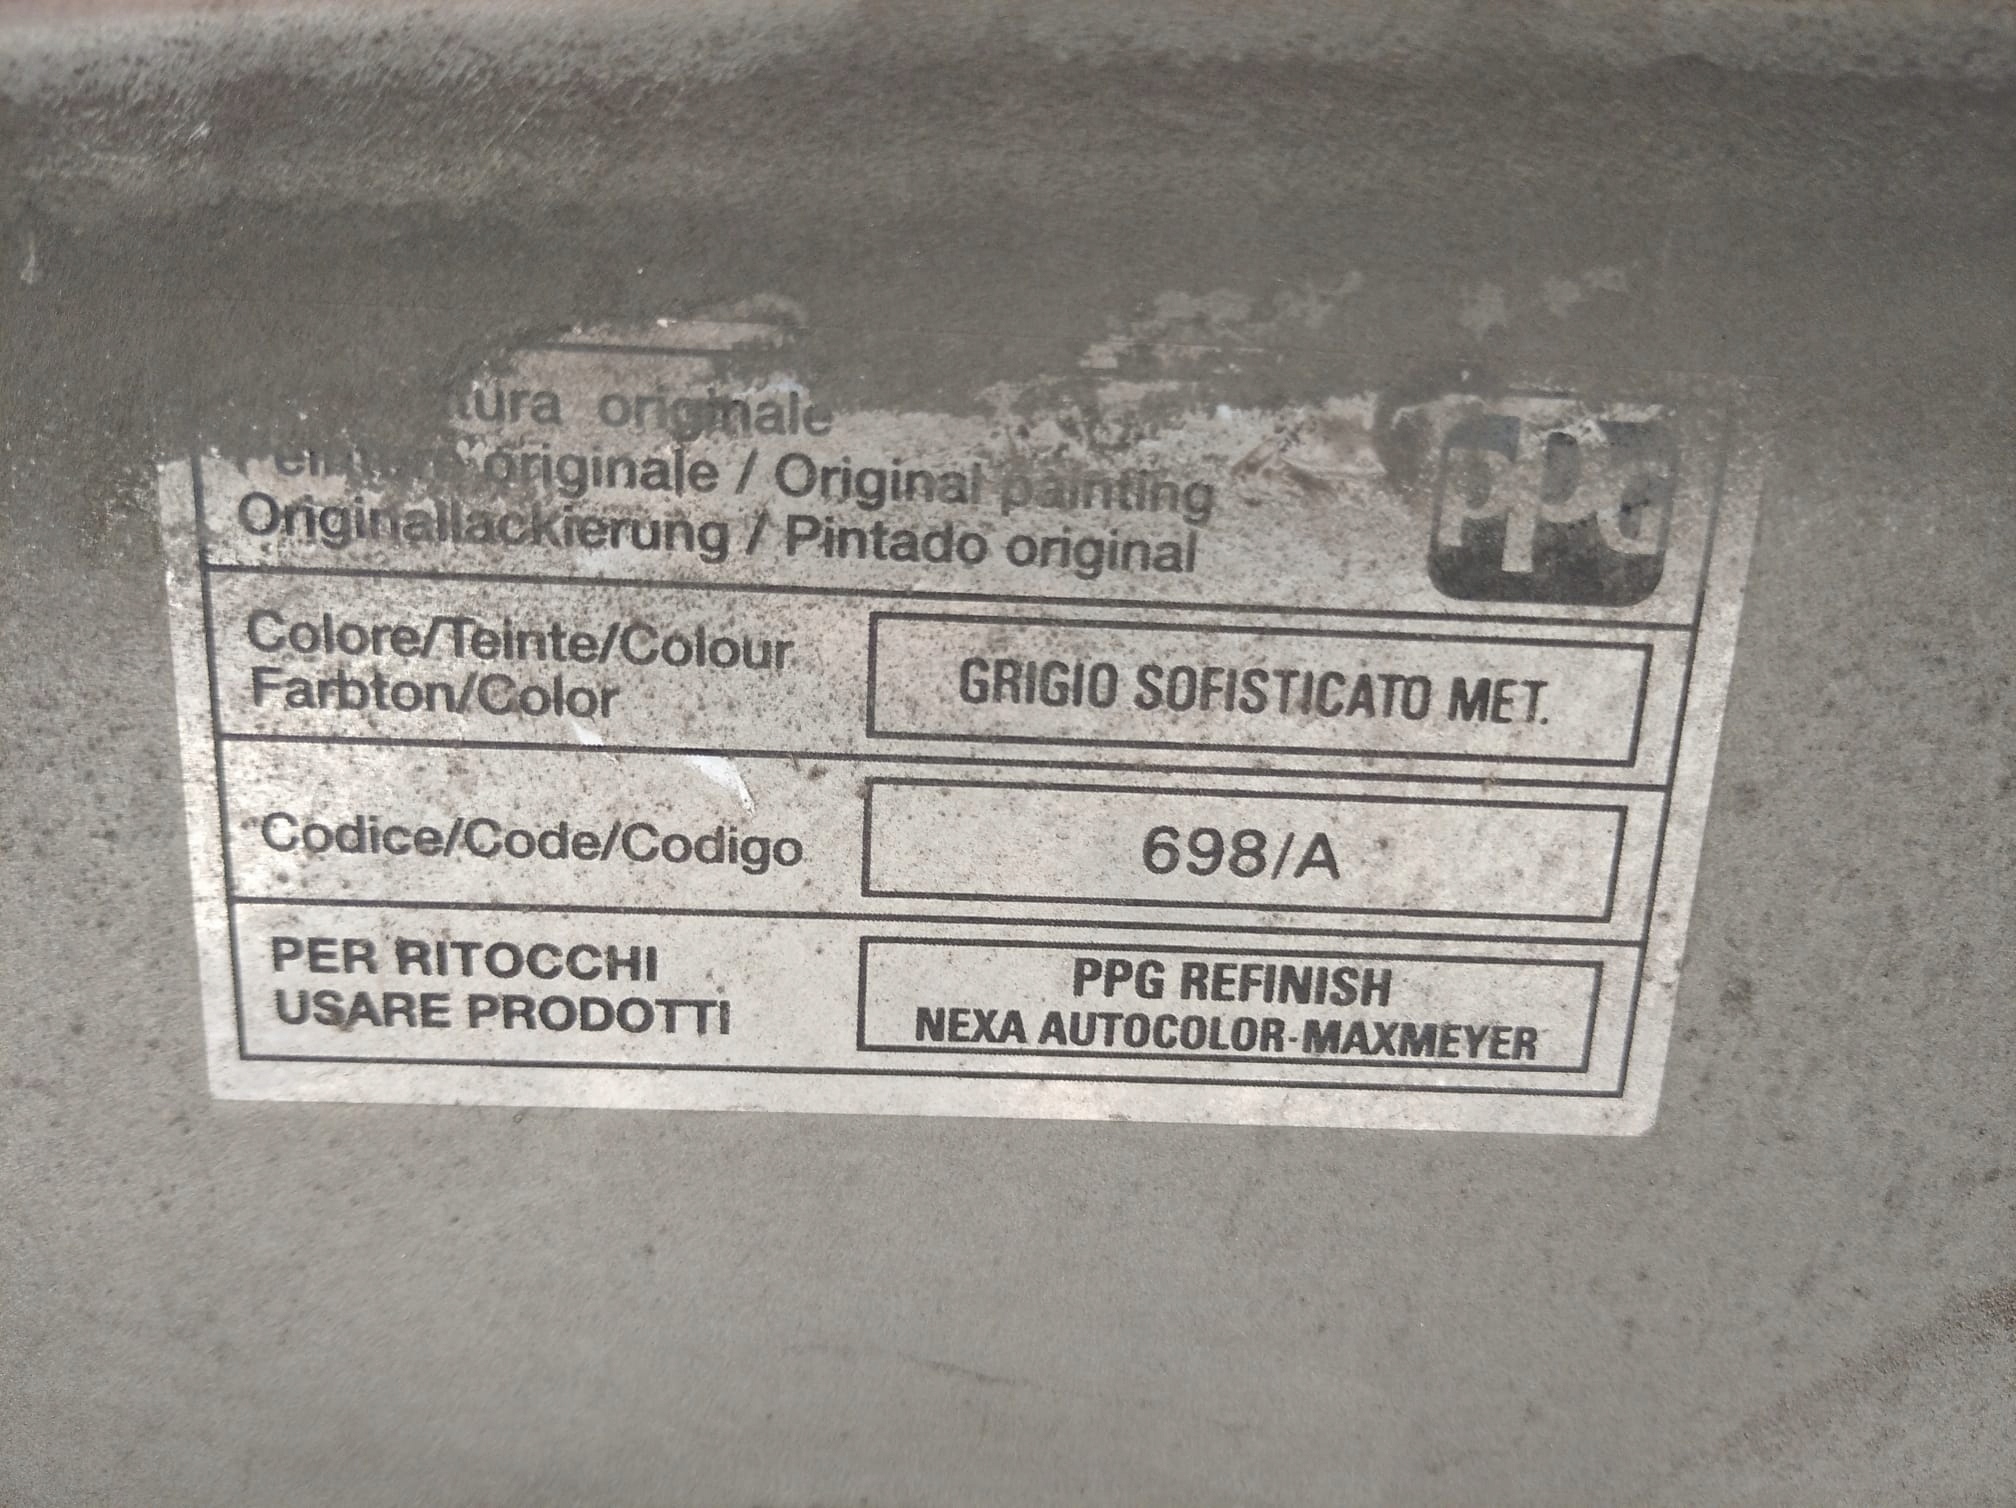 originale
originale / Original painting
Originallackierung / Pintado original
ppg
Colore/Teinte/Colour
Farbton/Color
GRIGIO SOFISTICATO MET.
Codice/Code/Codigo
698/A
PER RITOCCHI
USARE PRODOTTI
PPG REFINISH
NEXA AUTOCOLOR-MAXMEYER